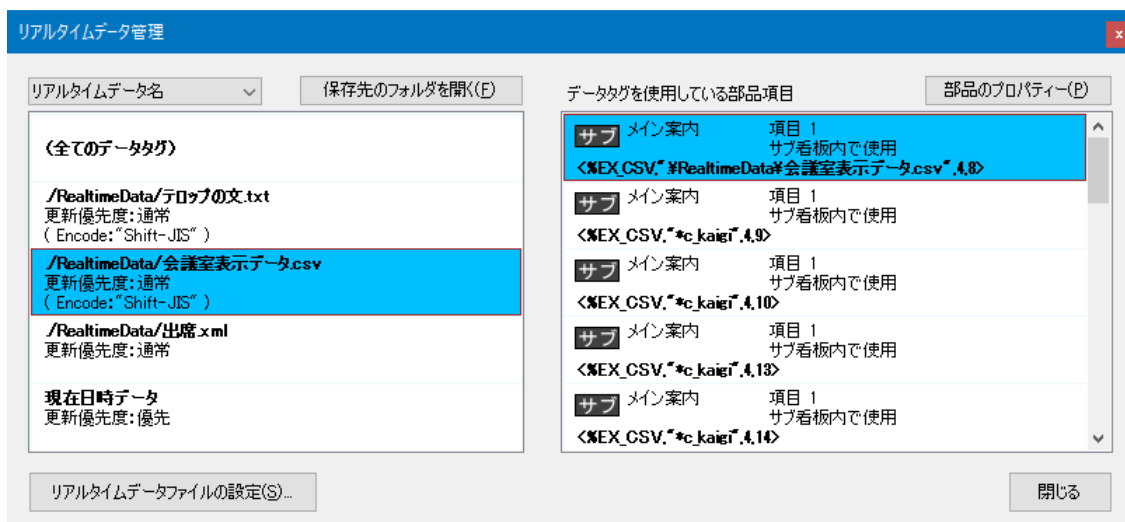 リアルタイムデータ管理
x
リアルタイムデータ名
保存先のフォルダを開く(F)
(全てのデータタグ)
./RealtimeData/テロップの文.txt
更新優先度:通常
( Encode:"Shift-JIS" )
./RealtimeData/会議室表示データ.csv
更新優先度:通常
( Encode:"Shift-JIS" )
./RealtimeData/出席.xml
更新優先度:通常
現在日時データ
更新優先度:優先
リアルタイムデータファイルの設定(S)...
データタグを使用している部品項目
部品のプロパティー(P)
サブ メイン案内 項目 1
サブ看板内で使用
<%EX_CSV,".¥RealtimeData¥会議室表示データ.csv",4,8>
サブ メイン案内 項目 1
サブ看板内で使用
<%EX_CSV,"*c_kaigi",4,9>
サブ メイン案内 項目 1
サブ看板内で使用
<%EX_CSV,"*c_kaigi",4,10>
サブ メイン案内 項目 1
サブ看板内で使用
<%EX_CSV,"*c_kaigi",4,13>
サブ メイン案内 項目 1
サブ看板内で使用
<%EX_CSV,"*c_kaigi",4,14>
閉じる